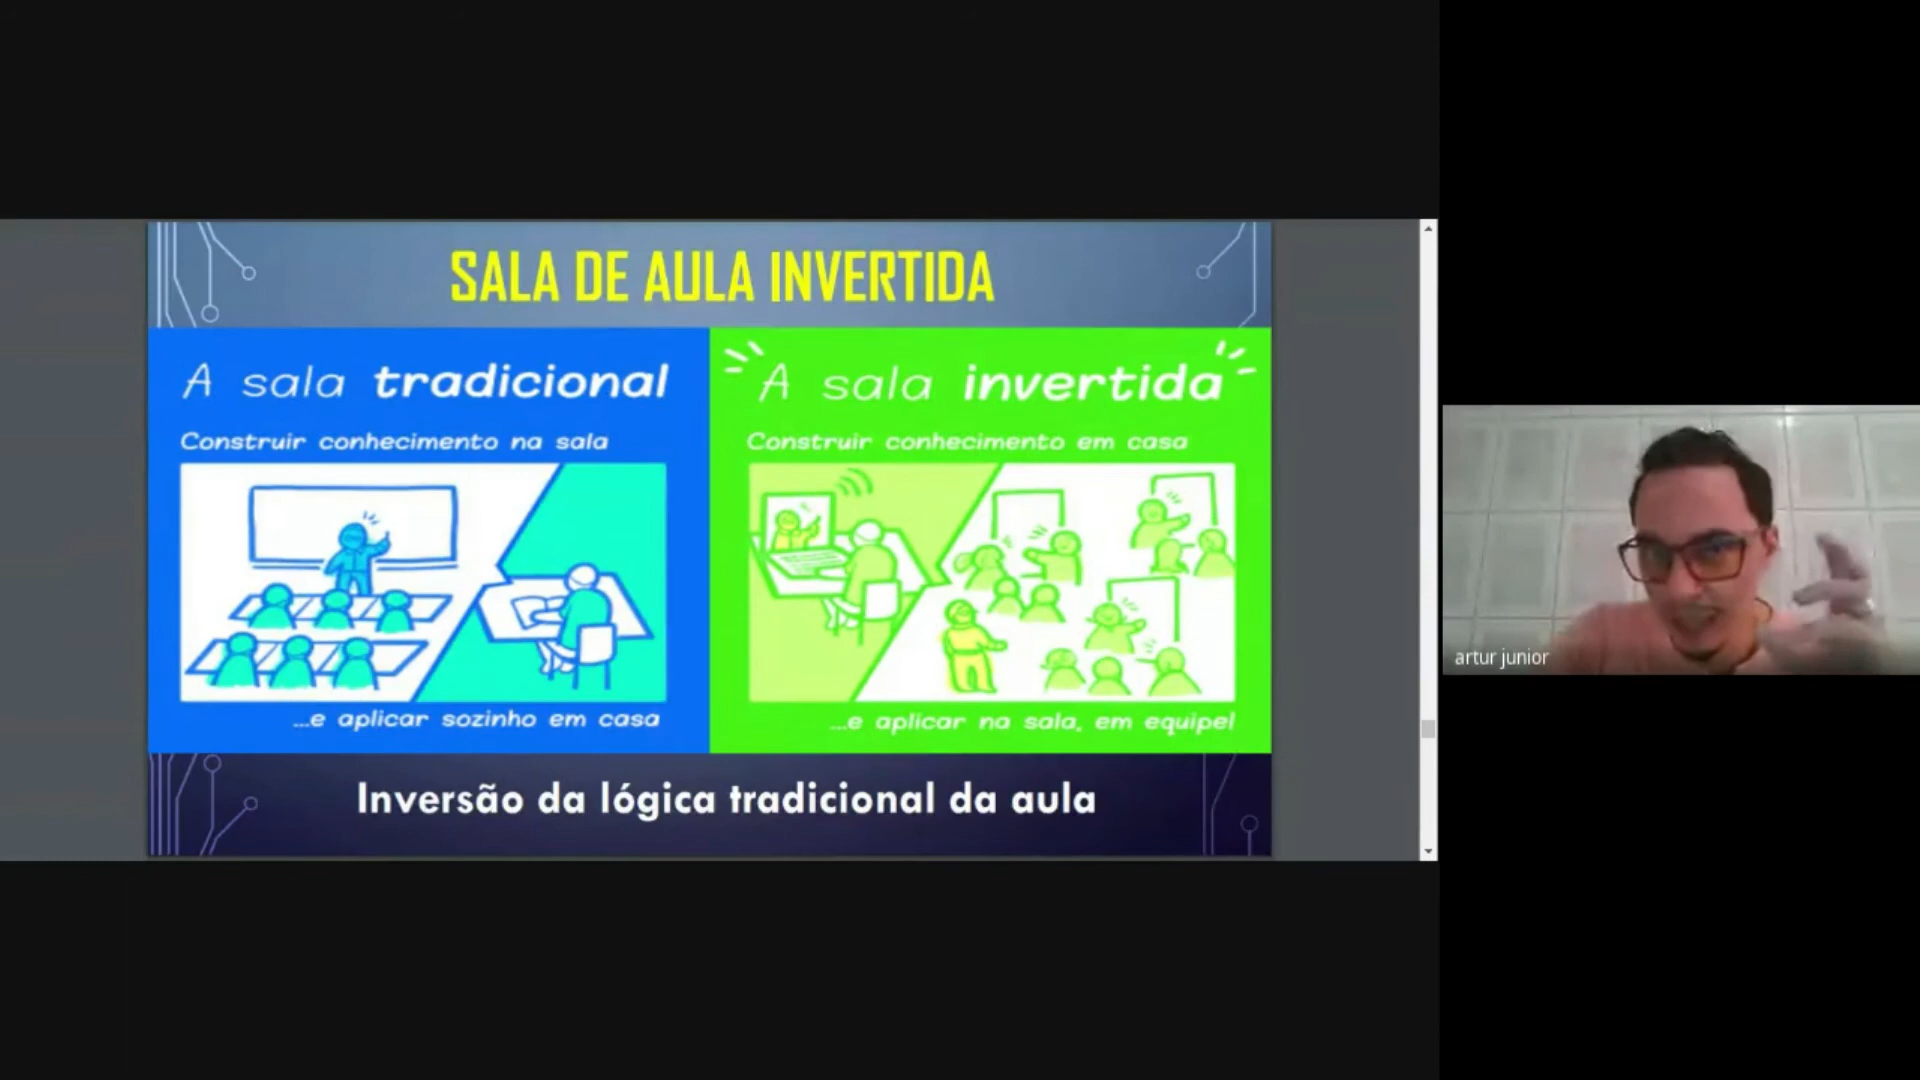 SALA DE AULA INVERTIDA
A sala tradicional
Construir conhecimento na sala
...e aplicar sozinho em casa
A sala invertida
Construir conhecimento em casa
...e aplicar na sala, em equipe!
Inversão da lógica tradicional da aula
artur junior